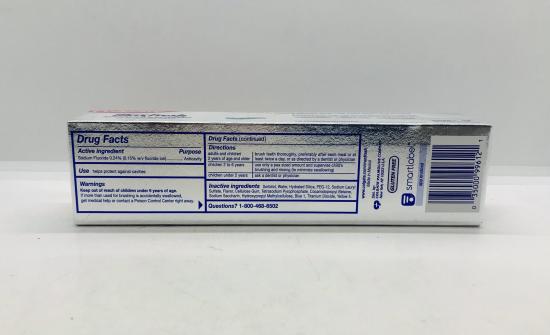 Drug Facts
Active ingredient Purpose
Sodium Fluoride 0.24% (0.15% w/v fluoride ion) Anticavity
Use helps protect against cavities
Warnings
Keep out of reach of children under 6 years of age.
If more than used for brushing is accidentally swallowed,
get medical help or contact a Poison Control Center right away.
Drug Facts (continued)
Directions
adults and children brush teeth thoroughly, preferably after each meal or at
2 years of age and older least twice a day, or as directed by a dentist or physician
children 2 to 6 years use only a pea sized amount and supervise child's
brushing and rinsing (to minimize swallowing)
children under 2 years ask a dentist or physician
Inactive ingredients Sorbitol, Water, Hydrated Silica, PEG-12, Sodium Lauryl
Sulfate, Flavor, Cellulose Gum, Tetrasodium Pyrophosphate, Cocamidopropyl Betaine,
Sodium Saccharin, Hydroxypropyl Methylcellulose, Blue 1, Titanium Dioxide, Yellow 5.
Questions? 1-800-468-6502
GLUTEN FREE
smartlabel